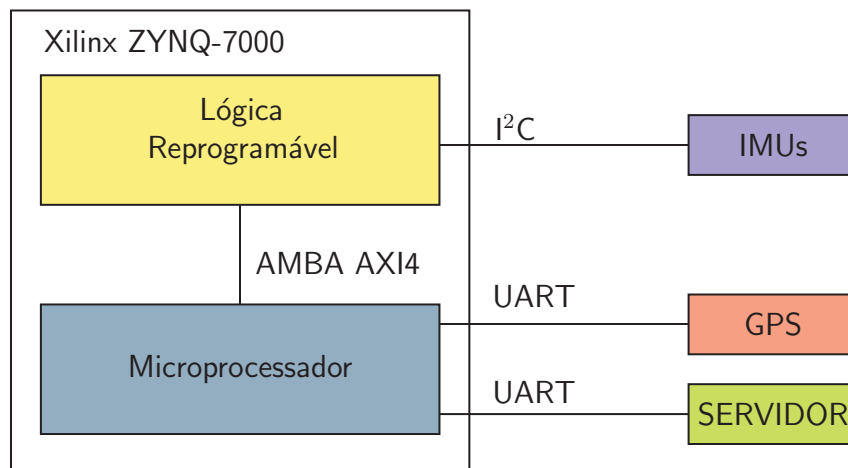 Xilinx ZYNQ-7000
Lógica
Reprogramável
I²C
IMUs
AMBA AXI4
UART
GPS
Microprocessador
UART
SERVIDOR